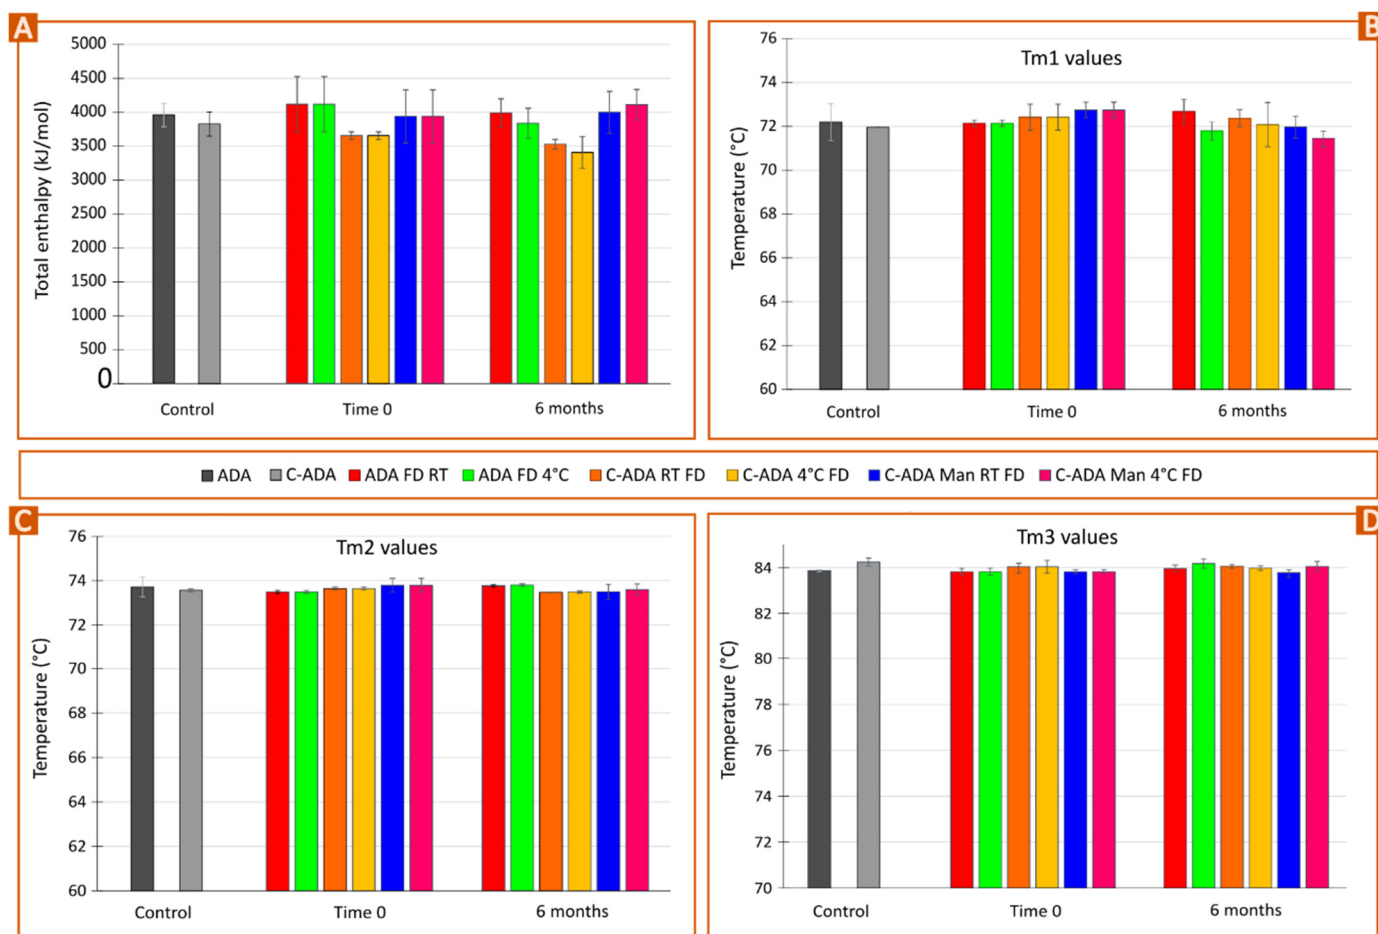 A
5000
4500
4000
3500
3000
2500
2000
1500
1000
500
0
Total enthalpy (kJ/mol)
Control Time 0 6 months
B
Tm1 values
76
74
72
70
68
66
64
62
60
Temperature (°C)
Control Time 0 6 months
ADA C-ADA ADA FD RT ADA FD 4°C C-ADA RT FD C-ADA 4°C FD C-ADA Man RT FD C-ADA Man 4°C FD
C
Tm2 values
76
74
72
70
68
66
64
62
60
Temperature (°C)
Control Time 0 6 months
D
Tm3 values
84
82
80
78
76
74
72
70
Temperature (°C)
Control Time 0 6 months